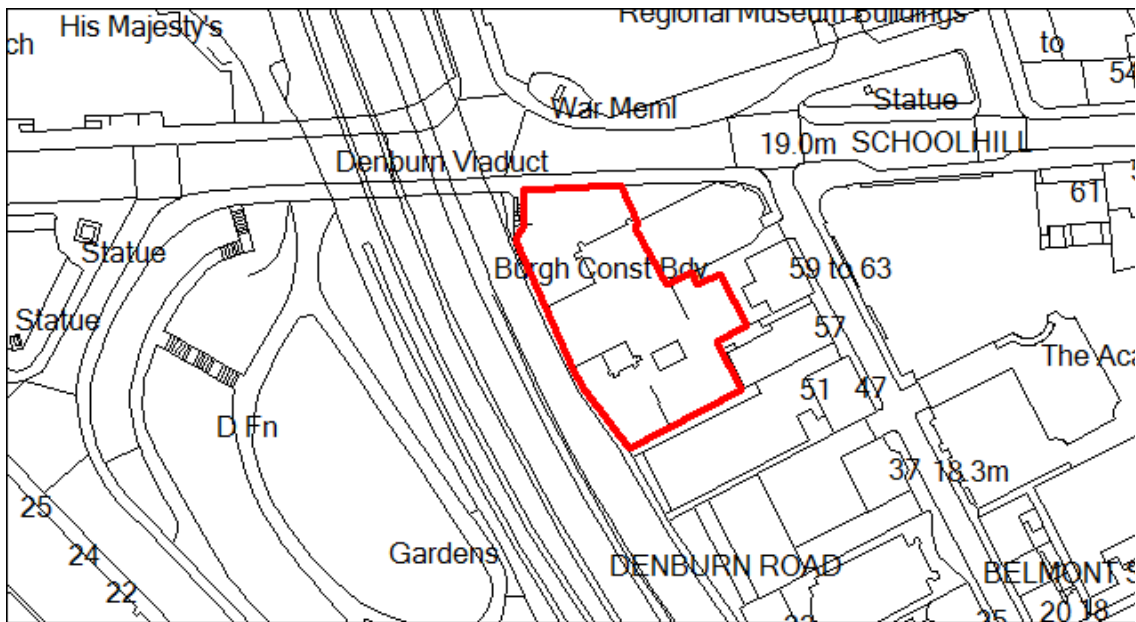 His Majesty's
Regional Museum Buildings
ch
to
54
War Meml
Statue
19.0m SCHOOLHILL
Denburn Viaduct
61
Statue
Burgh Const Bdy
59 to 63
Statue
57
The Aca
51 47
D Fn
37 18.3m
25
24
Gardens
DENBURN ROAD
BELMONT S
22
20 18